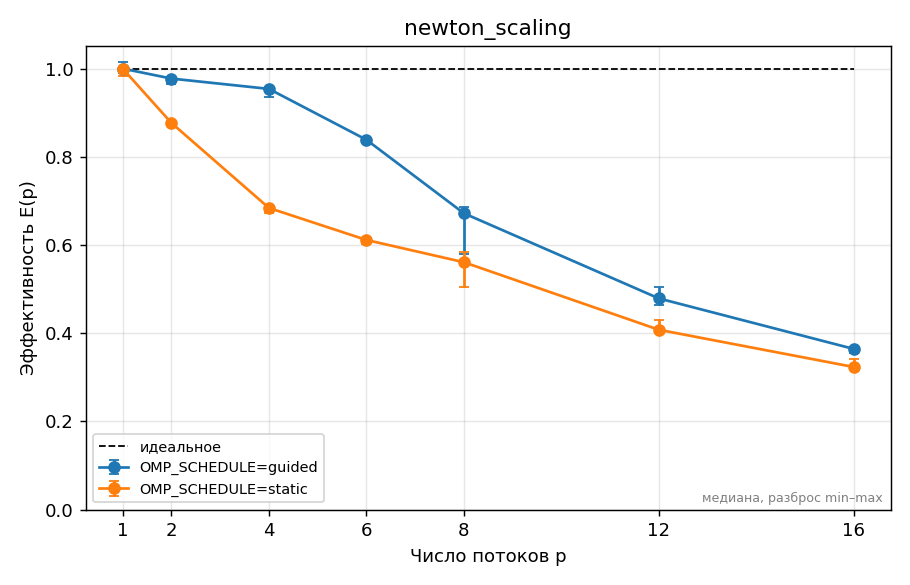 newton_scaling
Эффективность E(p)
1.0
0.8
0.6
0.4
0.2
0.0
идеальное
OMP_SCHEDULE=guided
OMP_SCHEDULE=static
медиана, разброс min–max
1 2 4 6 8 12 16
Число потоков p